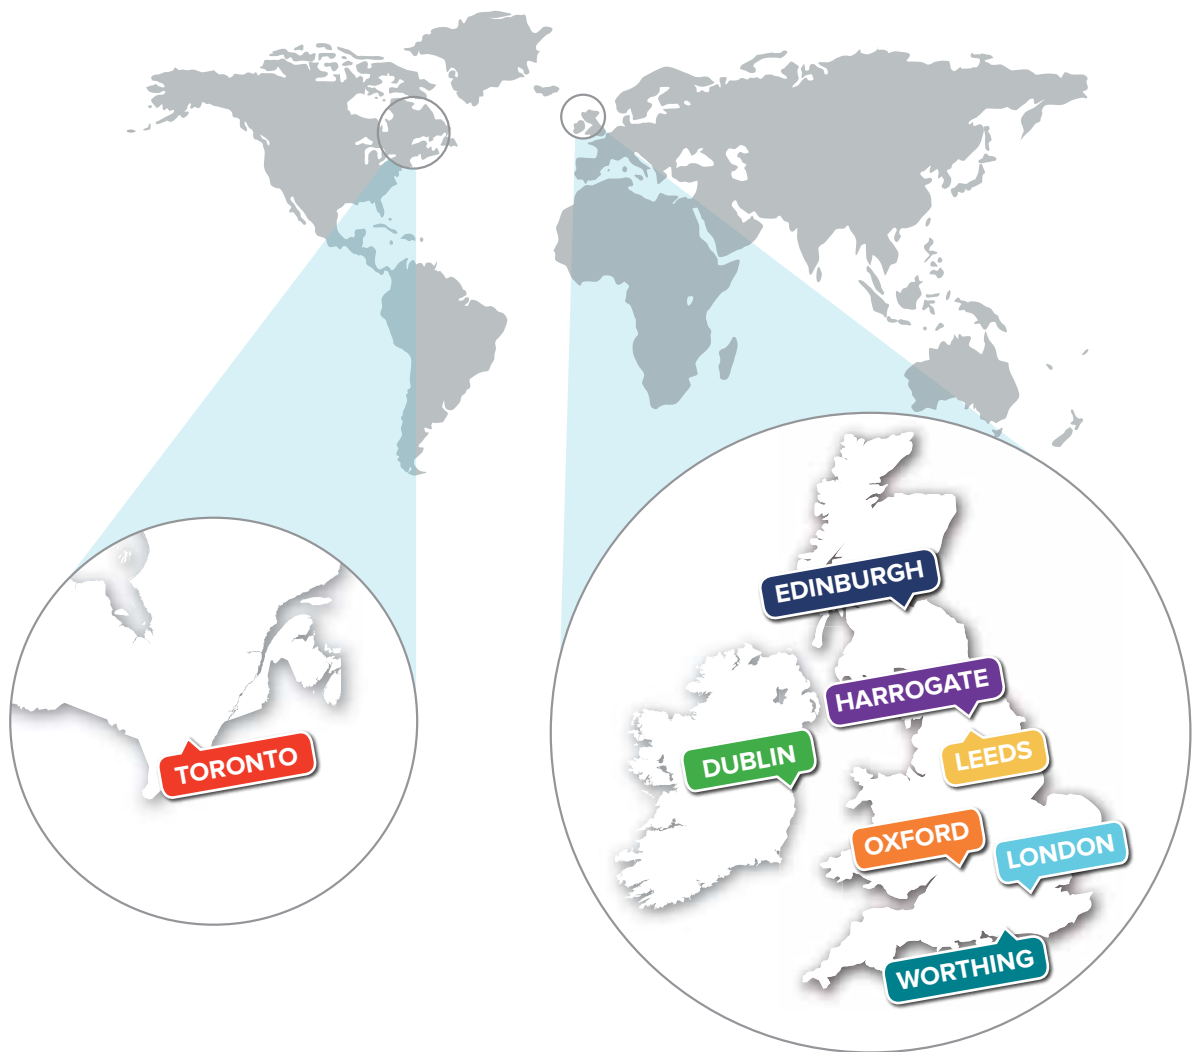 EDINBURGH
HARROGATE
DUBLIN
LEEDS
TORONTO
OXFORD
LONDON
WORTHING